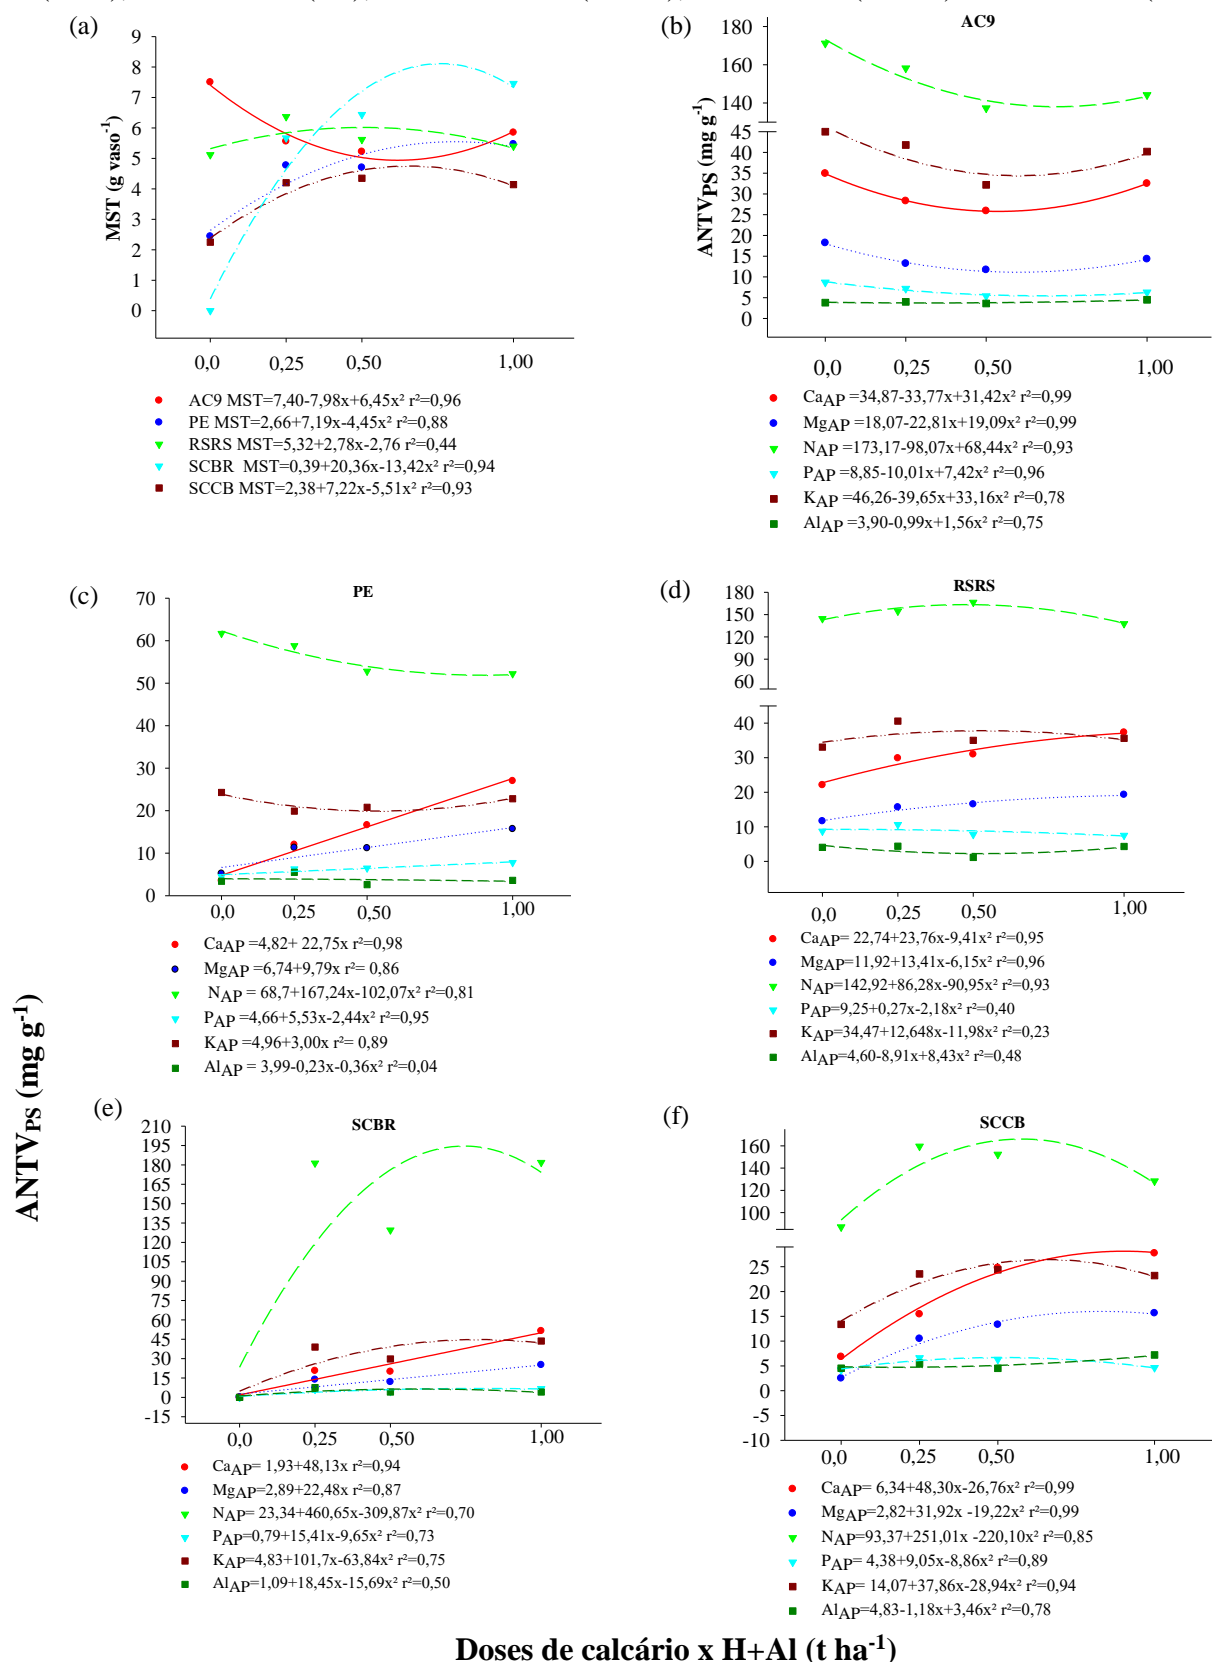 (a)
9
8
7
6
5
4
3
2
1
0
MST (g vaso-1)
0,0 0,25 0,50 1,00
AC9 MST=7,40-7,98x+6,45x² r²=0,96
PE MST=2,66+7,19x-4,45x² r²=0,88
RSRS MST=5,32+2,78x-2,76 r²=0,44
SCBR MST=0,39+20,36x-13,42x² r²=0,94
SCCB MST=2,38+7,22x-5,51x² r²=0,93
(b)
AC9
180
160
140
45
40
35
30
25
20
15
10
5
0
ANTVPS (mg g-1)
0,0 0,25 0,50 1,00
CaAP =34,87-33,77x+31,42x² r²=0,99
MgAP =18,07-22,81x+19,09x² r²=0,99
NAP =173,17-98,07x+68,44x² r²=0,93
PAP =8,85-10,01x+7,42x² r²=0,96
KAP =46,26-39,65x+33,16x² r²=0,78
AlAP =3,90-0,99x+1,56x² r²=0,75
(c)
PE
70
60
50
40
30
20
10
0
0,0 0,25 0,50 1,00
CaAP =4,82+ 22,75x r²=0,98
MgAP =6,74+9,79x r²= 0,86
NAP = 68,7+167,24x-102,07x² r²=0,81
PAP =4,66+5,53x-2,44x² r²=0,95
KAP =4,96+3,00x r²= 0,89
AlAP = 3,99-0,23x-0,36x² r²=0,04
(d)
RSRS
180
150
120
90
60
40
30
20
10
0
0,0 0,25 0,50 1,00
CaAP= 22,74+23,76x-9,41x² r²=0,95
MgAP=11,92+13,41x-6,15x² r²=0,96
NAP=142,92+86,28x-90,95x² r²=0,93
PAP=9,25+0,27x-2,18x² r²=0,40
KAP=34,47+12,648x-11,98x² r²=0,23
AlAP=4,60-8,91x+8,43x² r²=0,48
ANTVPS (mg g-1)
(e)
SCBR
210
195
180
165
150
135
120
105
90
75
60
45
30
15
0
-15
0,0 0,25 0,50 1,00
CaAP= 1,93+48,13x r²=0,94
MgAP=2,89+22,48x r²=0,87
NAP= 23,34+460,65x-309,87x² r²=0,70
PAP=0,79+15,41x-9,65x² r²=0,73
KAP=4,83+101,7x-63,84x² r²=0,75
AlAP=1,09+18,45x-15,69x² r²=0,50
(f)
SCCB
160
140
120
100
25
20
15
10
5
0
-5
-10
0,0 0,25 0,50 1,00
CaAP= 6,34+48,30x-26,76x² r²=0,99
MgAP=2,82+31,92x -19,22x² r²=0,99
NAP=93,37+251,01x -220,10x² r²=0,85
PAP= 4,38+9,05x-8,86x² r²=0,89
KAP= 14,07+37,86x-28,94x² r²=0,94
AlAP=4,83-1,18x+3,46x² r²=0,78
Doses de calcário x H+Al (t ha-1)